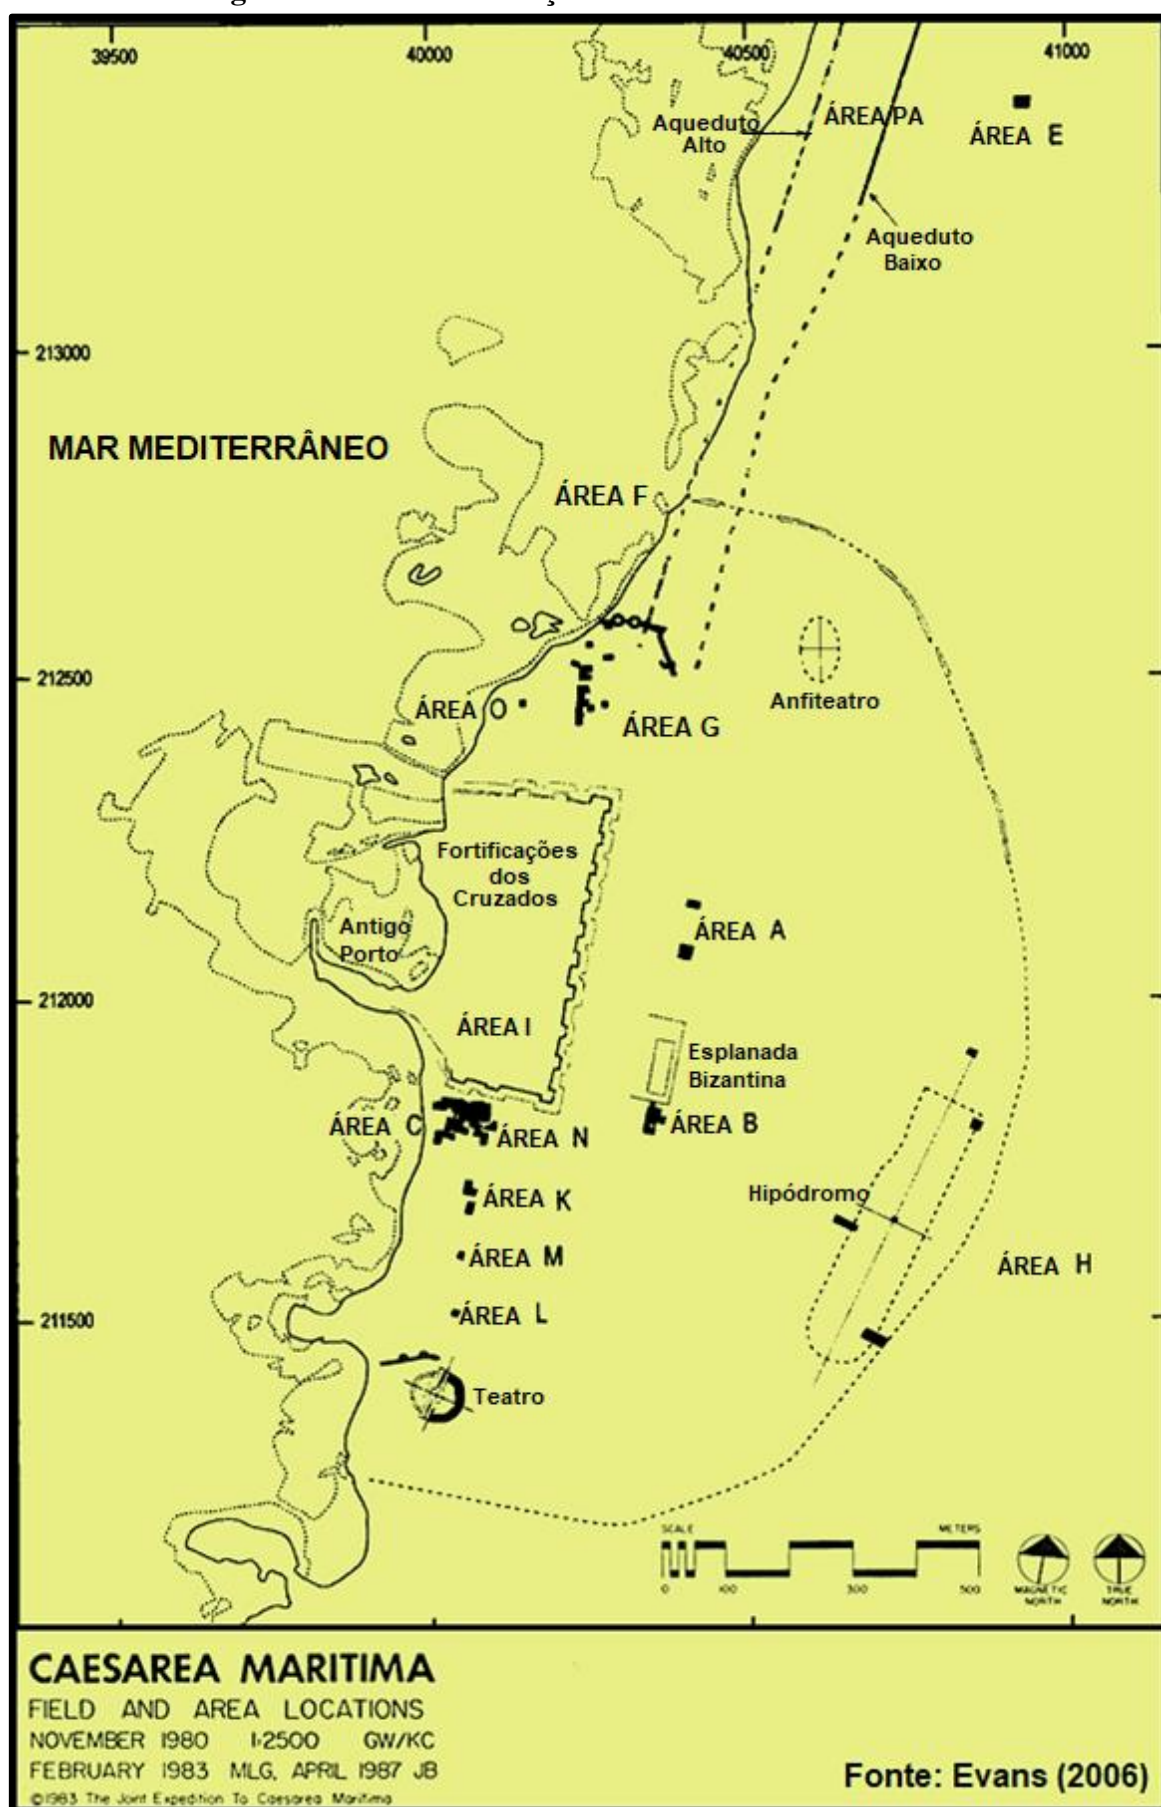 39500
40000
40500
41000
Aqueduto
Alto
ÁREA PA
ÁREA E
Aqueduto
Baixo
213000
MAR MEDITERRÂNEO
ÁREA F
212500
ÁREA O
ÁREA G
Anfiteatro
Fortificações
dos
Cruzados
Antigo
Porto
ÁREA A
212000
ÁREA I
Esplanada
Bizantina
ÁREA C
ÁREA N
ÁREA B
ÁREA K
Hipódromo
ÁREA M
ÁREA H
211500
ÁREA L
Teatro
SCALE
METERS
0
100
300
500
MAGNETIC
NORTH
TRUE
NORTH
CAESAREA MARITIMA
FIELD AND AREA LOCATIONS
NOVEMBER 1980 1:2500 GW/KC
FEBRUARY 1983 MLG, APRIL 1987 JB
©1983 The Joint Expedition To Caesarea Maritima
Fonte: Evans (2006)